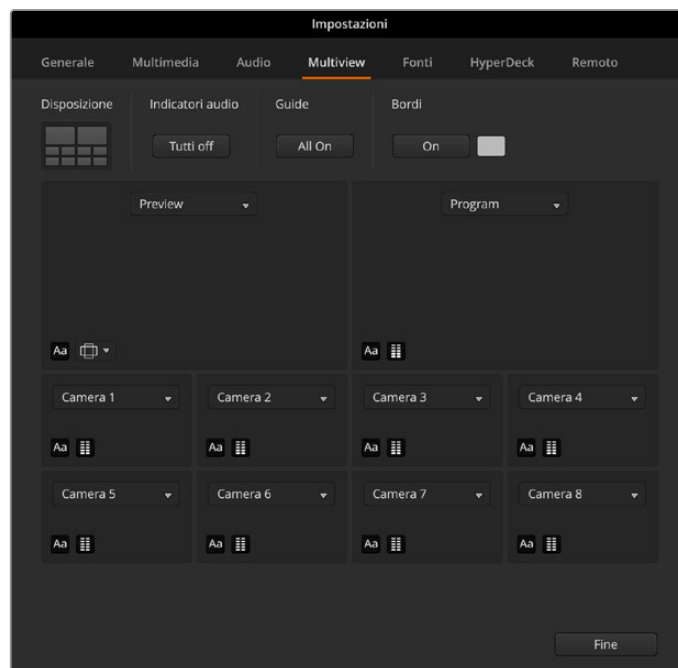 Impostazioni
Generale Multimedia Audio Multiview Fonti HyperDeck Remoto
Disposizione Indicatori audio Guide Bordi
Tutti off All On On
Preview Program
Aa Aa
Camera 1 Camera 2 Camera 3 Camera 4
Aa Aa Aa Aa
Camera 5 Camera 6 Camera 7 Camera 8
Aa Aa Aa Aa
Fine